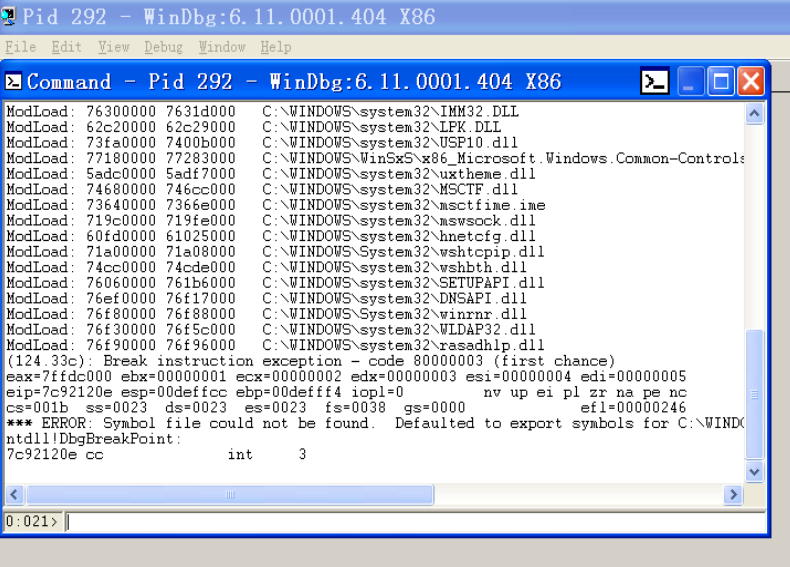 Pid 292 - WinDbg:6.11.0001.404 X86
File Edit View Debug Window Help
Command - Pid 292 - WinDbg:6.11.0001.404 X86
ModLoad: 76300000 7631d000   C:\WINDOWS\system32\IMM32.DLL
ModLoad: 62c20000 62c29000   C:\WINDOWS\system32\LPK.DLL
ModLoad: 73fa0000 7400b000   C:\WINDOWS\system32\USP10.dll
ModLoad: 77180000 77283000   C:\WINDOWS\WinSxS\x86_Microsoft.Windows.Common-Controls
ModLoad: 5adc0000 5adf7000   C:\WINDOWS\system32\uxtheme.dll
ModLoad: 74680000 746cc000   C:\WINDOWS\system32\MSCTF.dll
ModLoad: 73640000 7366e000   C:\WINDOWS\system32\msctfime.ime
ModLoad: 719c0000 719fe000   C:\WINDOWS\System32\mswsock.dll
ModLoad: 60fd0000 61025000   C:\WINDOWS\system32\hnetcfg.dll
ModLoad: 71a00000 71a08000   C:\WINDOWS\System32\wshtcpip.dll
ModLoad: 74cc0000 74cde000   C:\WINDOWS\system32\wshbth.dll
ModLoad: 76060000 761b6000   C:\WINDOWS\system32\SETUPAPI.dll
ModLoad: 76ef0000 76f17000   C:\WINDOWS\system32\DNSAPI.dll
ModLoad: 76f80000 76f88000   C:\WINDOWS\System32\winrnr.dll
ModLoad: 76f30000 76f5c000   C:\WINDOWS\system32\WLDAP32.dll
ModLoad: 76f90000 76f96000   C:\WINDOWS\system32\rasadhlp.dll
(124.33c): Break instruction exception - code 80000003 (first chance)
eax=7ffdc000 ebx=00000001 ecx=00000002 edx=00000003 esi=00000004 edi=00000005
eip=7c92120e esp=00deffcc ebp=00defff4 iopl=0         nv up ei pl zr na pe nc
cs=001b  ss=0023  ds=0023  es=0023  fs=0038  gs=0000             efl=00000246
*** ERROR: Symbol file could not be found.  Defaulted to export symbols for C:\WINDO
ntdll!DbgBreakPoint:
7c92120e cc              int     3
0:021>